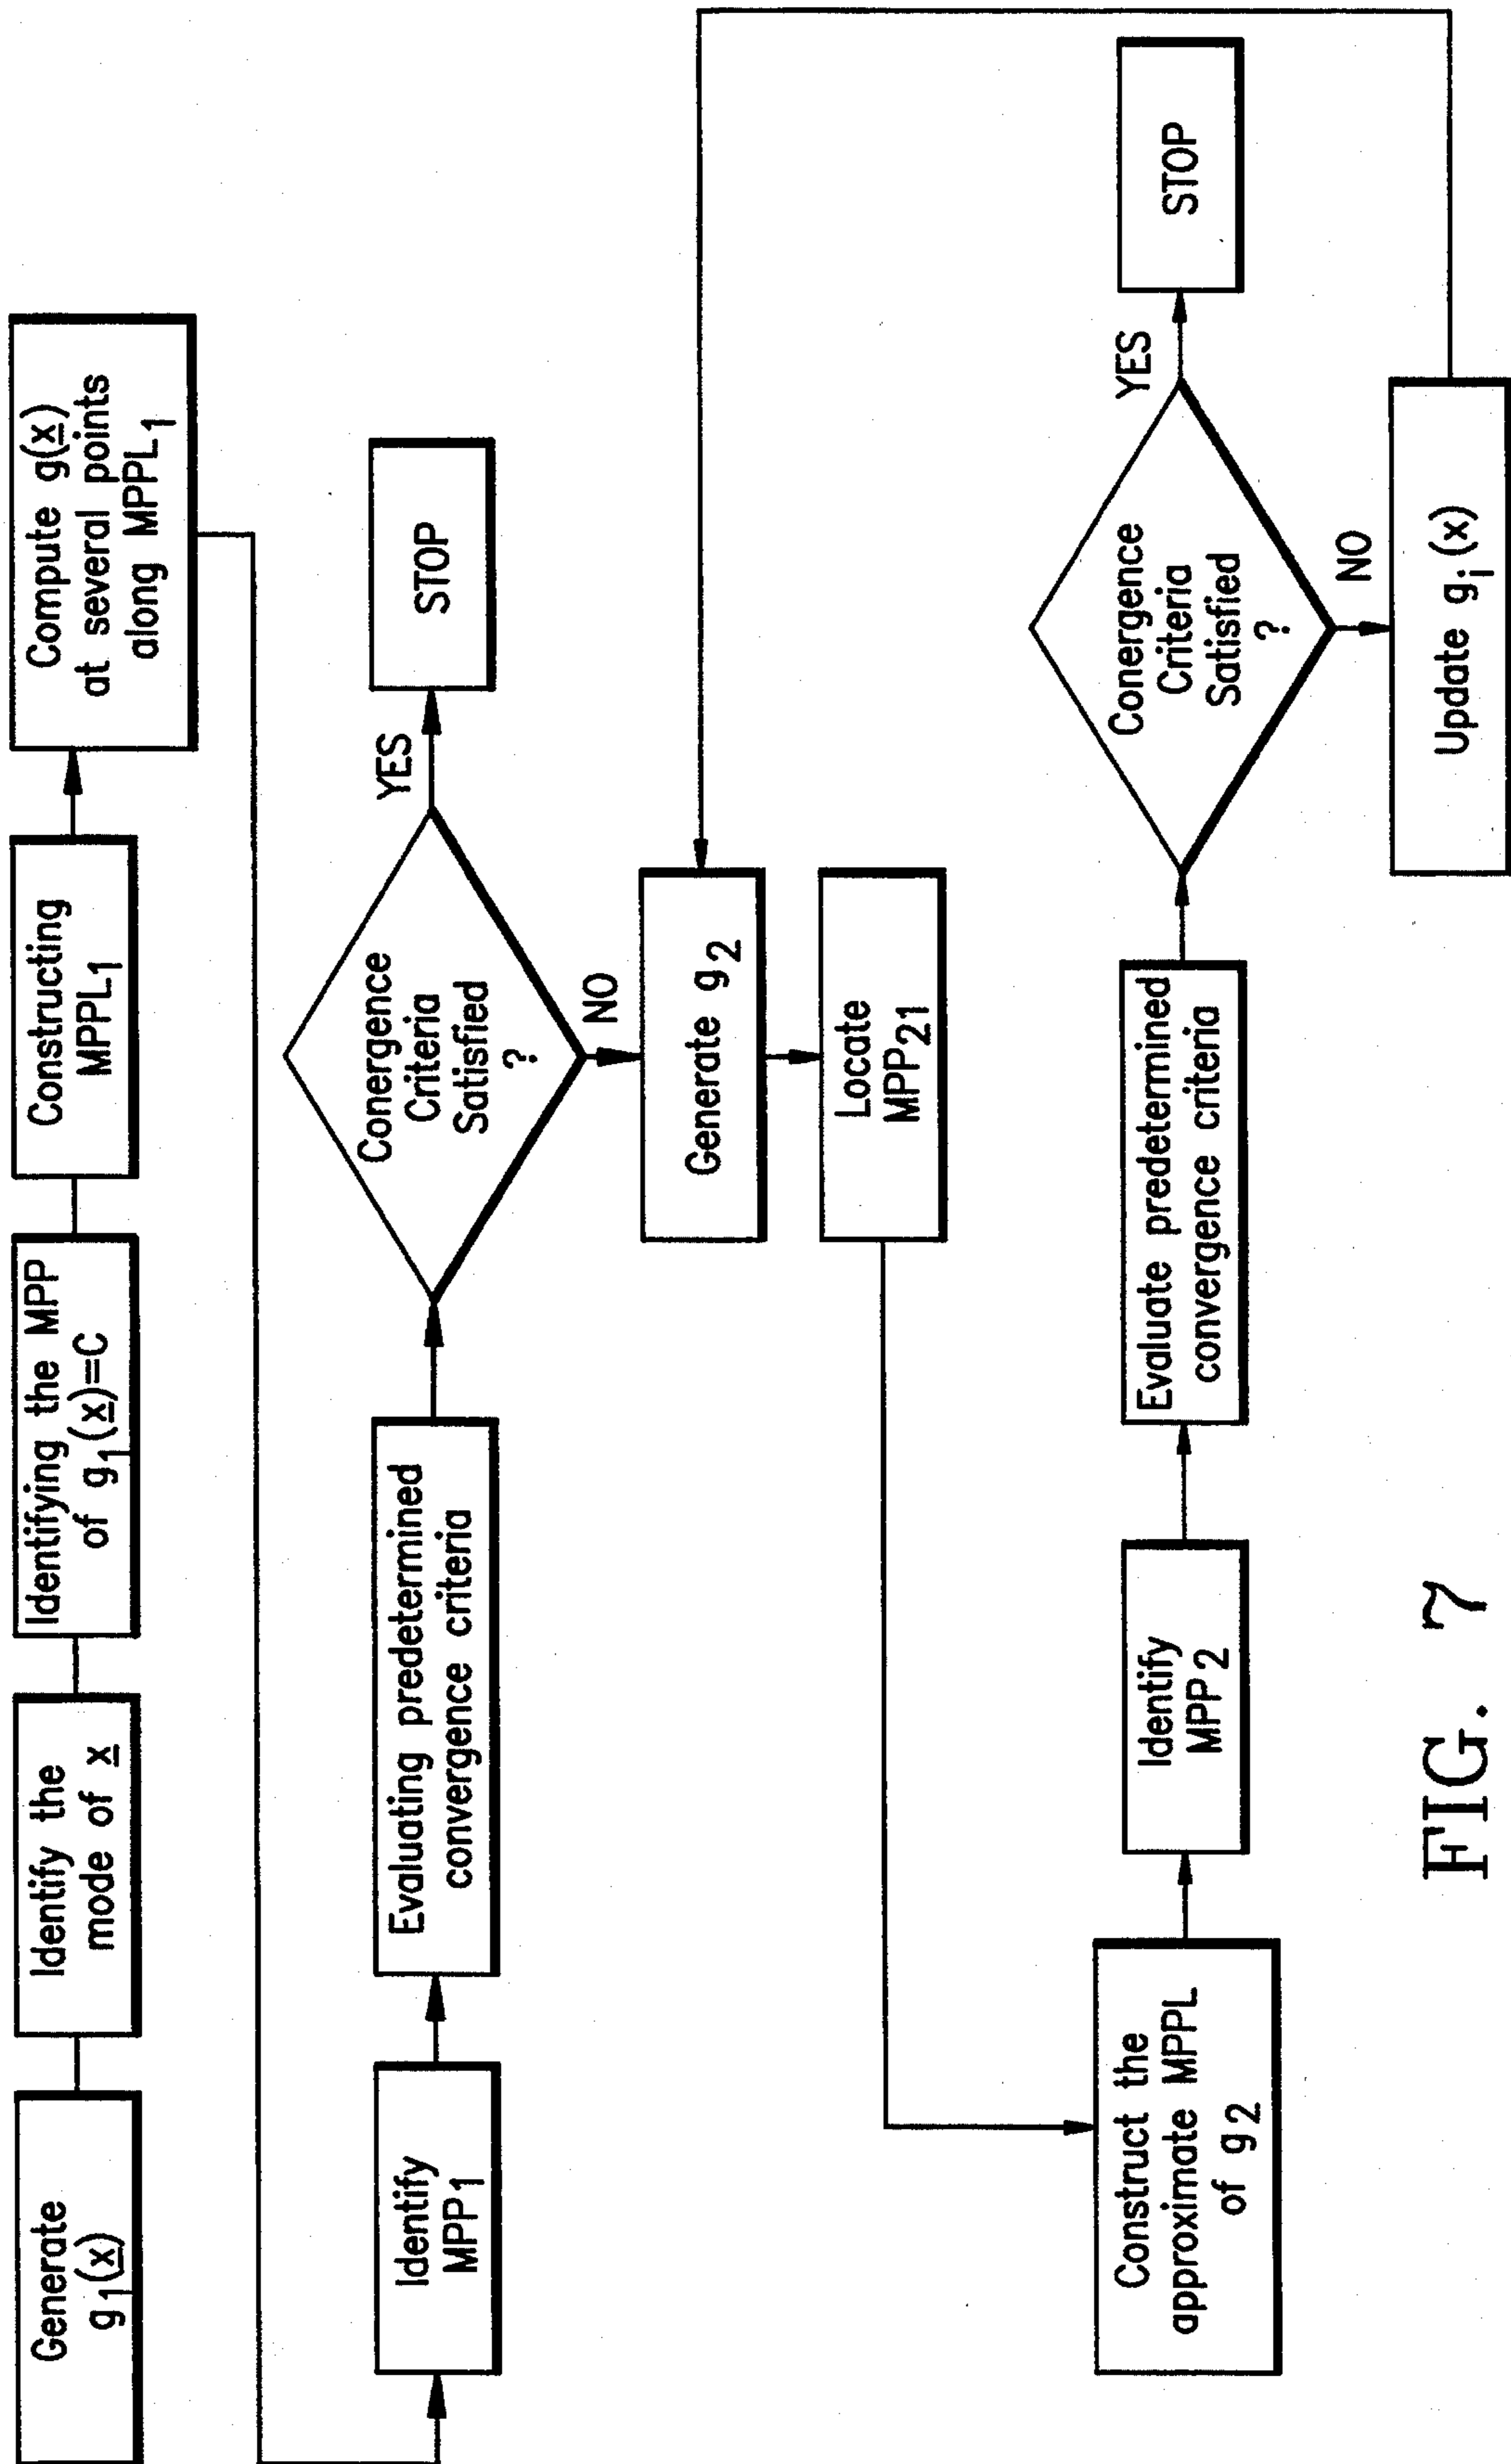 Generate
g₁(x)
Identify the
mode of x
Identifying the MPP
of g₁(x)=C
Constructing
MPPL₁
Compute g(x)
at several points
along MPPL₁
Identify
MPP₁
Evaluating predetermined
convergence criteria
Conergence
Criteria
Satisfied
?
YES
STOP
NO
Generate g₂
Locate
MPP₂₁
Construct the
approximate MPPL
of g₂
Identify
MPP₂
Evaluate predetermined
convergence criteria
Conergence
Criteria
Satisfied
?
YES
STOP
NO
Update gᵢ(x)
FIG. 7